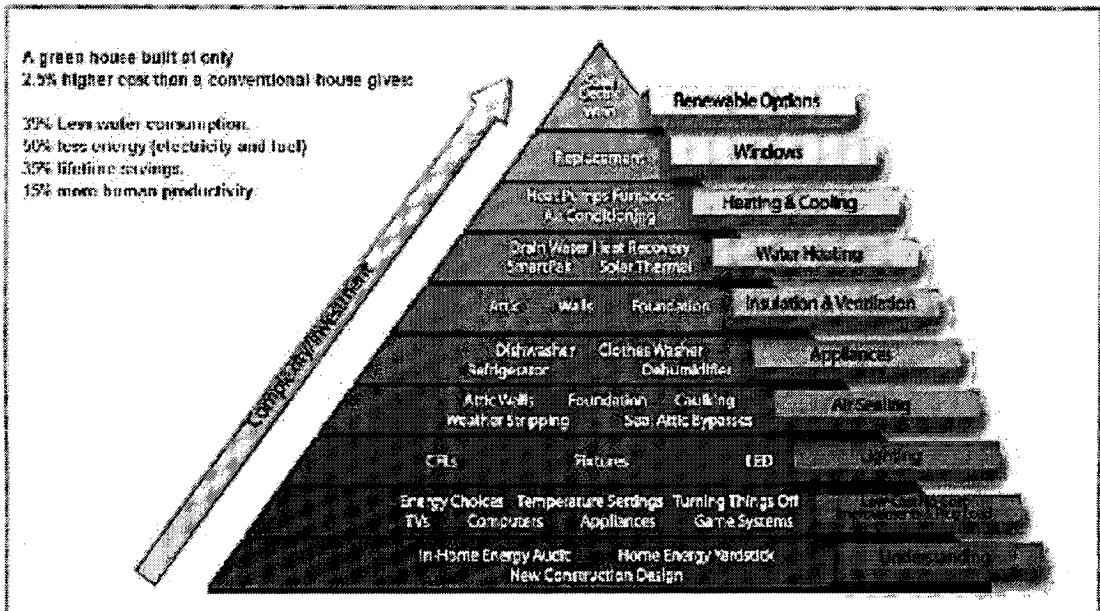 A green house built at only
2.5% higher cost than a conventional house gives:
35% Less water consumption.
50% less energy (electricity and fuel)
35% lifetime savings.
15% more human productivity.
Complexity/Investment
Wind
Renewable Options
Replacement
Windows
Heat Pumps Furnaces
Air Conditioning
Heating & Cooling
Drain Water Heat Recovery
SmartPak Solar Thermal
Water Heating
Attic Walls Foundation
Insulation & Ventilation
Dishwasher Clothes Washer
Refrigerator Dehumidifier
Appliances
Attic Walls Foundation Caulking
Weather Stripping Seal Attic Bypasses
Air Sealing
CFLs Fixtures LED
Lighting
Energy Choices Temperature Settings Turning Things Off
TVs Computers Appliances Game Systems
In-Home Energy Audit Home Energy Yardstick
New Construction Design
Understanding